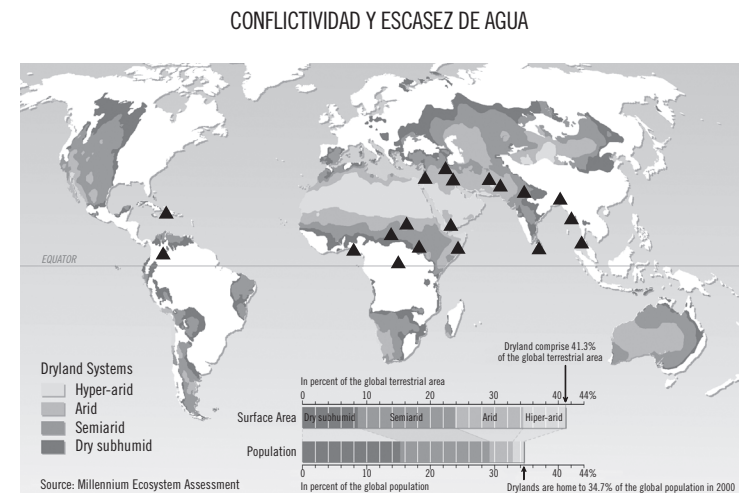 CONFLICTIVIDAD Y ESCASEZ DE AGUA
EQUATOR
Dryland comprise 41.3%
of the global terrestrial area
Dryland Systems
Hyper-arid
Arid
Semiarid
Dry subhumid
In percent of the global terrestrial area
0 10 20 30 40 44%
Surface Area Dry subhumid Semiarid Arid Hyper-arid
Population
0 10 20 30 40 44%
In percent of the global population
Drylands are home to 34.7% of the global population in 2000
Source: Millennium Ecosystem Assessment